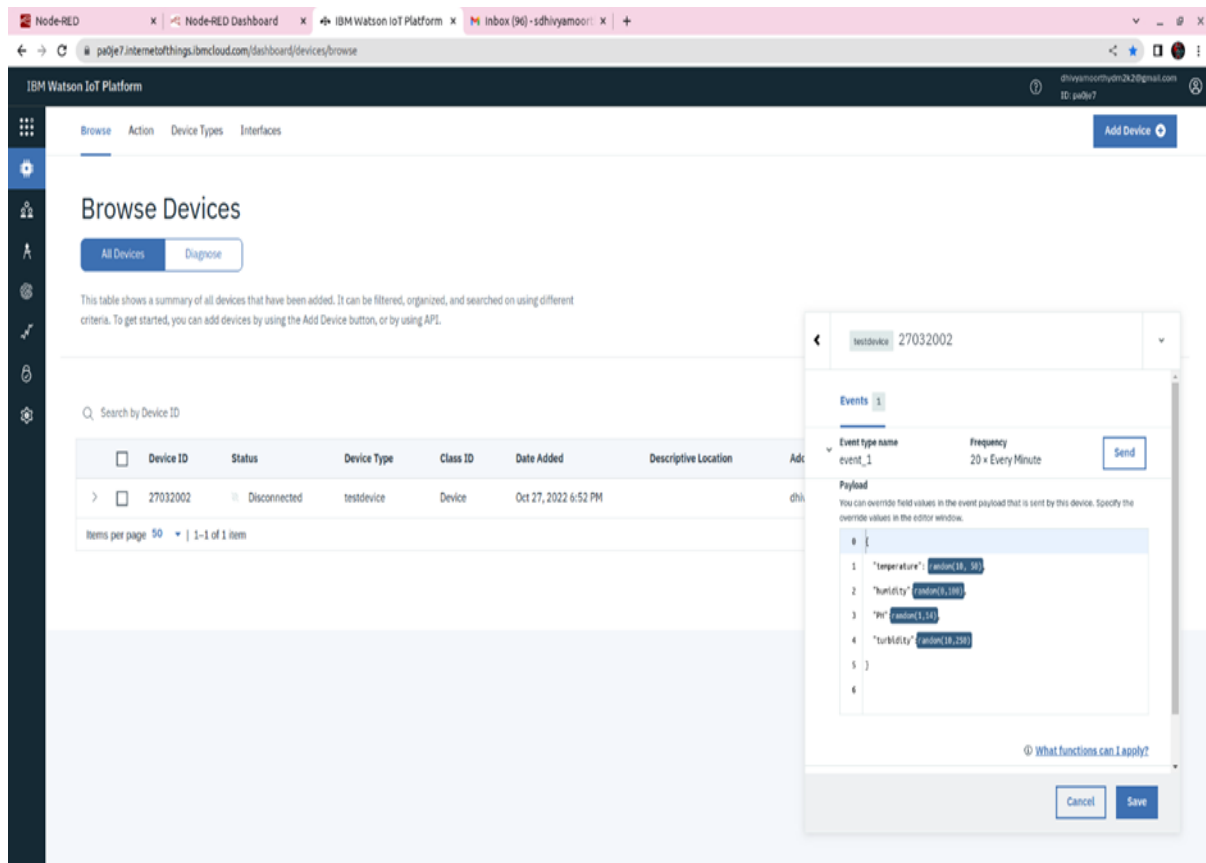 Node-RED
Node-RED Dashboard
IBM Watson IoT Platform
Inbox (96) - sdhivyamoort
pa0je7.internetofthings.ibmcloud.com/dashboard/devices/browse
IBM Watson IoT Platform
dhivyamoorthydm2k2@gmail.com
ID: pa0je7
Browse Action Device Types Interfaces
Add Device
Browse Devices
All Devices Diagnose
This table shows a summary of all devices that have been added. It can be filtered, organized, and searched on using different
criteria. To get started, you can add devices by using the Add Device button, or by using API.
Search by Device ID
Device ID Status Device Type Class ID Date Added Descriptive Location Add
27032002 Disconnected testdevice Device Oct 27, 2022 6:52 PM dhiv
Items per page 50 | 1–1 of 1 item
testdevice 27032002
Events 1
Event type name Frequency
event_1 20 × Every Minute
Send
Payload
You can override field values in the event payload that is sent by this device. Specify the
override values in the editor window.
0 {
1 "temperature": random(10, 50),
2 "humidity":random(0,100),
3 "PH":random(1,14),
4 "turbidity":random(10,250)
5 }
6
What functions can I apply?
Cancel Save